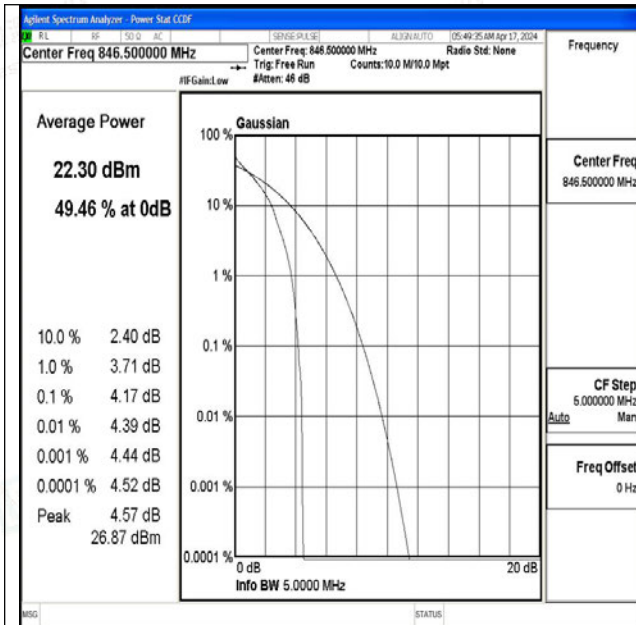 Agilent Spectrum Analyzer - Power Stat CCDF
RL RF 50 Ω AC SENSE:PULSE ALIGNAUTO 05:49:35 AM Apr 17, 2024
Center Freq 846.500000 MHz
Center Freq: 846.500000 MHz Radio Std: None
Trig: Free Run Counts:10.0 M/10.0 Mpt
#IFGain:Low #Atten: 46 dB
Frequency
Average Power
22.30 dBm
49.46 % at 0dB
10.0 % 2.40 dB
1.0 % 3.71 dB
0.1 % 4.17 dB
0.01 % 4.39 dB
0.001 % 4.44 dB
0.0001 % 4.52 dB
Peak 4.57 dB
26.87 dBm
Gaussian
100 %
10 %
1 %
0.1 %
0.01 %
0.001 %
0.0001 %
0 dB 20 dB
Info BW 5.0000 MHz
Center Freq
846.500000 MHz
CF Step
5.000000 MHz
Auto Man
Freq Offset
0 Hz
MSG STATUS